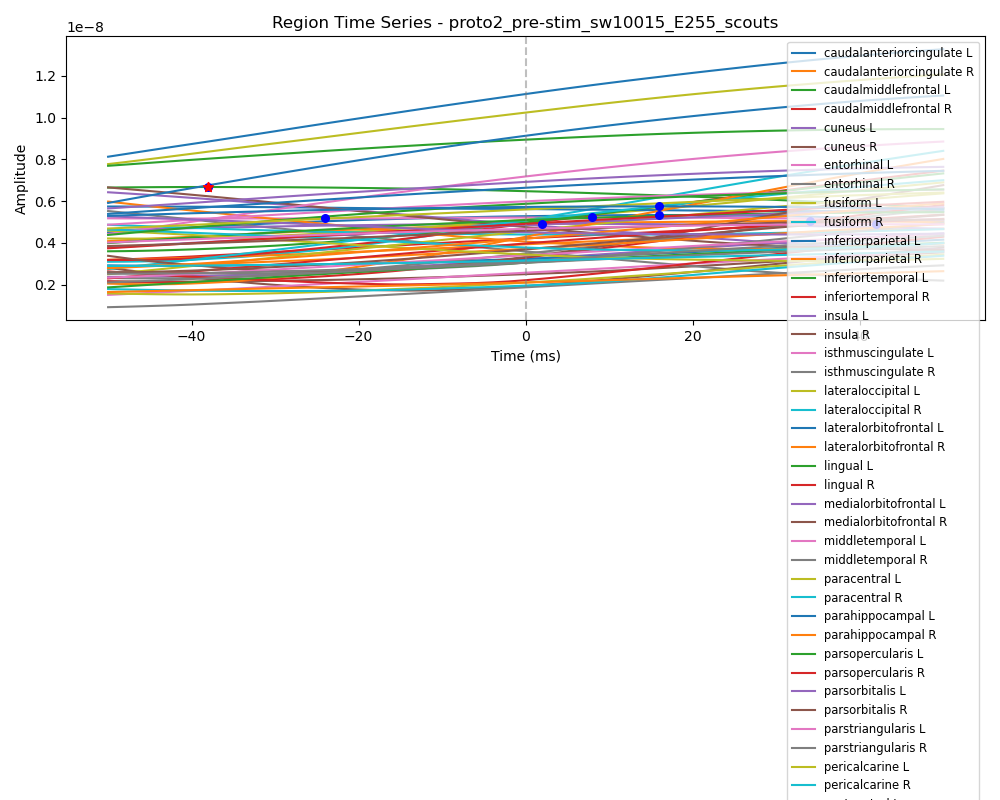 Region Time Series - proto2_pre-stim_sw10015_E255_scouts
1e−8
1.2
1.0
0.8
0.6
0.4
0.2
Amplitude
−40
−20
0
20
40
Time (ms)
caudalanteriorcingulate L
caudalanteriorcingulate R
caudalmiddlefrontal L
caudalmiddlefrontal R
cuneus L
cuneus R
entorhinal L
entorhinal R
fusiform L
fusiform R
inferiorparietal L
inferiorparietal R
inferiortemporal L
inferiortemporal R
insula L
insula R
isthmuscingulate L
isthmuscingulate R
lateraloccipital L
lateraloccipital R
lateralorbitofrontal L
lateralorbitofrontal R
lingual L
lingual R
medialorbitofrontal L
medialorbitofrontal R
middletemporal L
middletemporal R
paracentral L
paracentral R
parahippocampal L
parahippocampal R
parsopercularis L
parsopercularis R
parsorbitalis L
parsorbitalis R
parstriangularis L
parstriangularis R
pericalcarine L
pericalcarine R